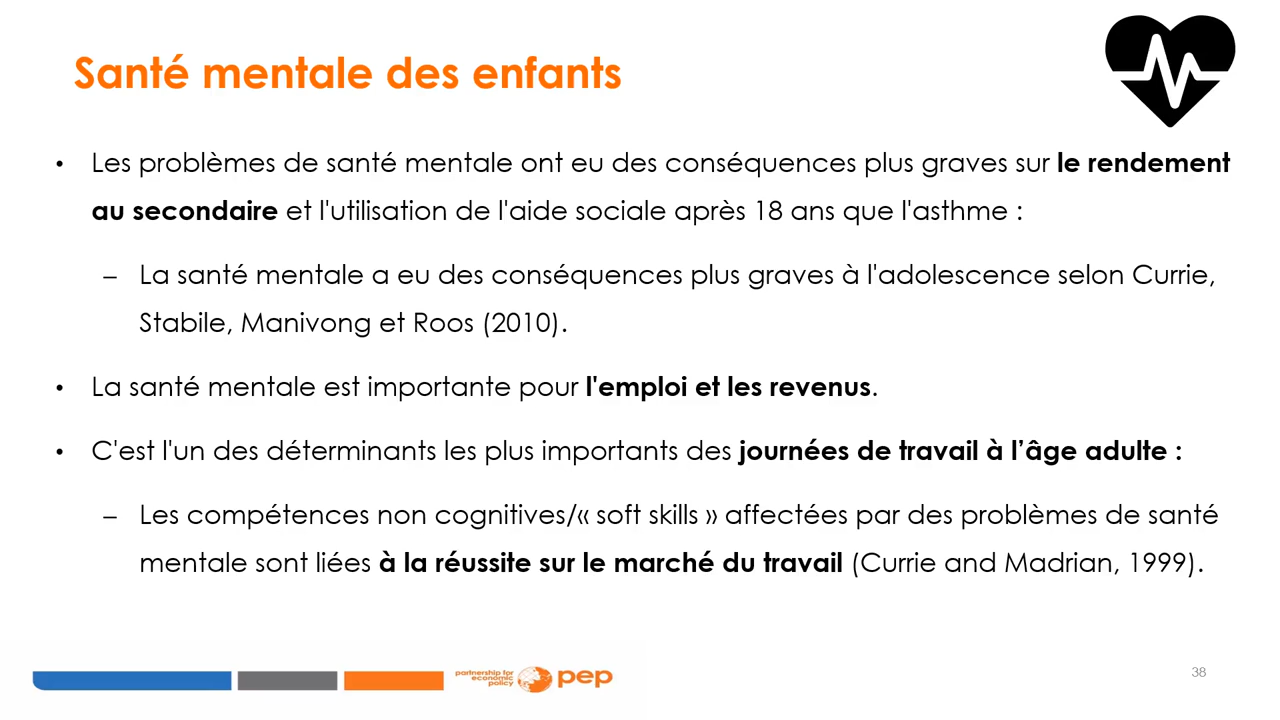 Santé mentale des enfants
• Les problèmes de santé mentale ont eu des conséquences plus graves sur le rendement
au secondaire et l'utilisation de l'aide sociale après 18 ans que l'asthme :
– La santé mentale a eu des conséquences plus graves à l'adolescence selon Currie,
Stabile, Manivong et Roos (2010).
• La santé mentale est importante pour l'emploi et les revenus.
• C'est l'un des déterminants les plus importants des journées de travail à l’âge adulte :
– Les compétences non cognitives/« soft skills » affectées par des problèmes de santé
mentale sont liées à la réussite sur le marché du travail (Currie and Madrian, 1999).
partnership for
economic
policy
pep
38